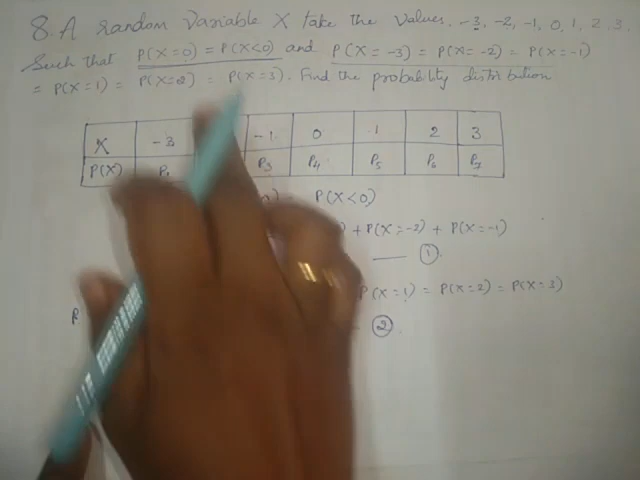 8. A random variable X take the values. -3, -2, -1, 0, 1, 2, 3.
Such that P(X=0) = P(X<0) and P(X=-3) = P(X=-2) = P(X=-1)
= P(X=1) = P(X=2) = P(X=3). Find the probability distribution
X -3 -1 0 1 2 3
P(X) P1 P3 P4 P5 P6 P7
P(X<0)
+ P(X=-2) + P(X=-1)
— ①.
P(X=1) = P(X=2) = P(X=3)
②.